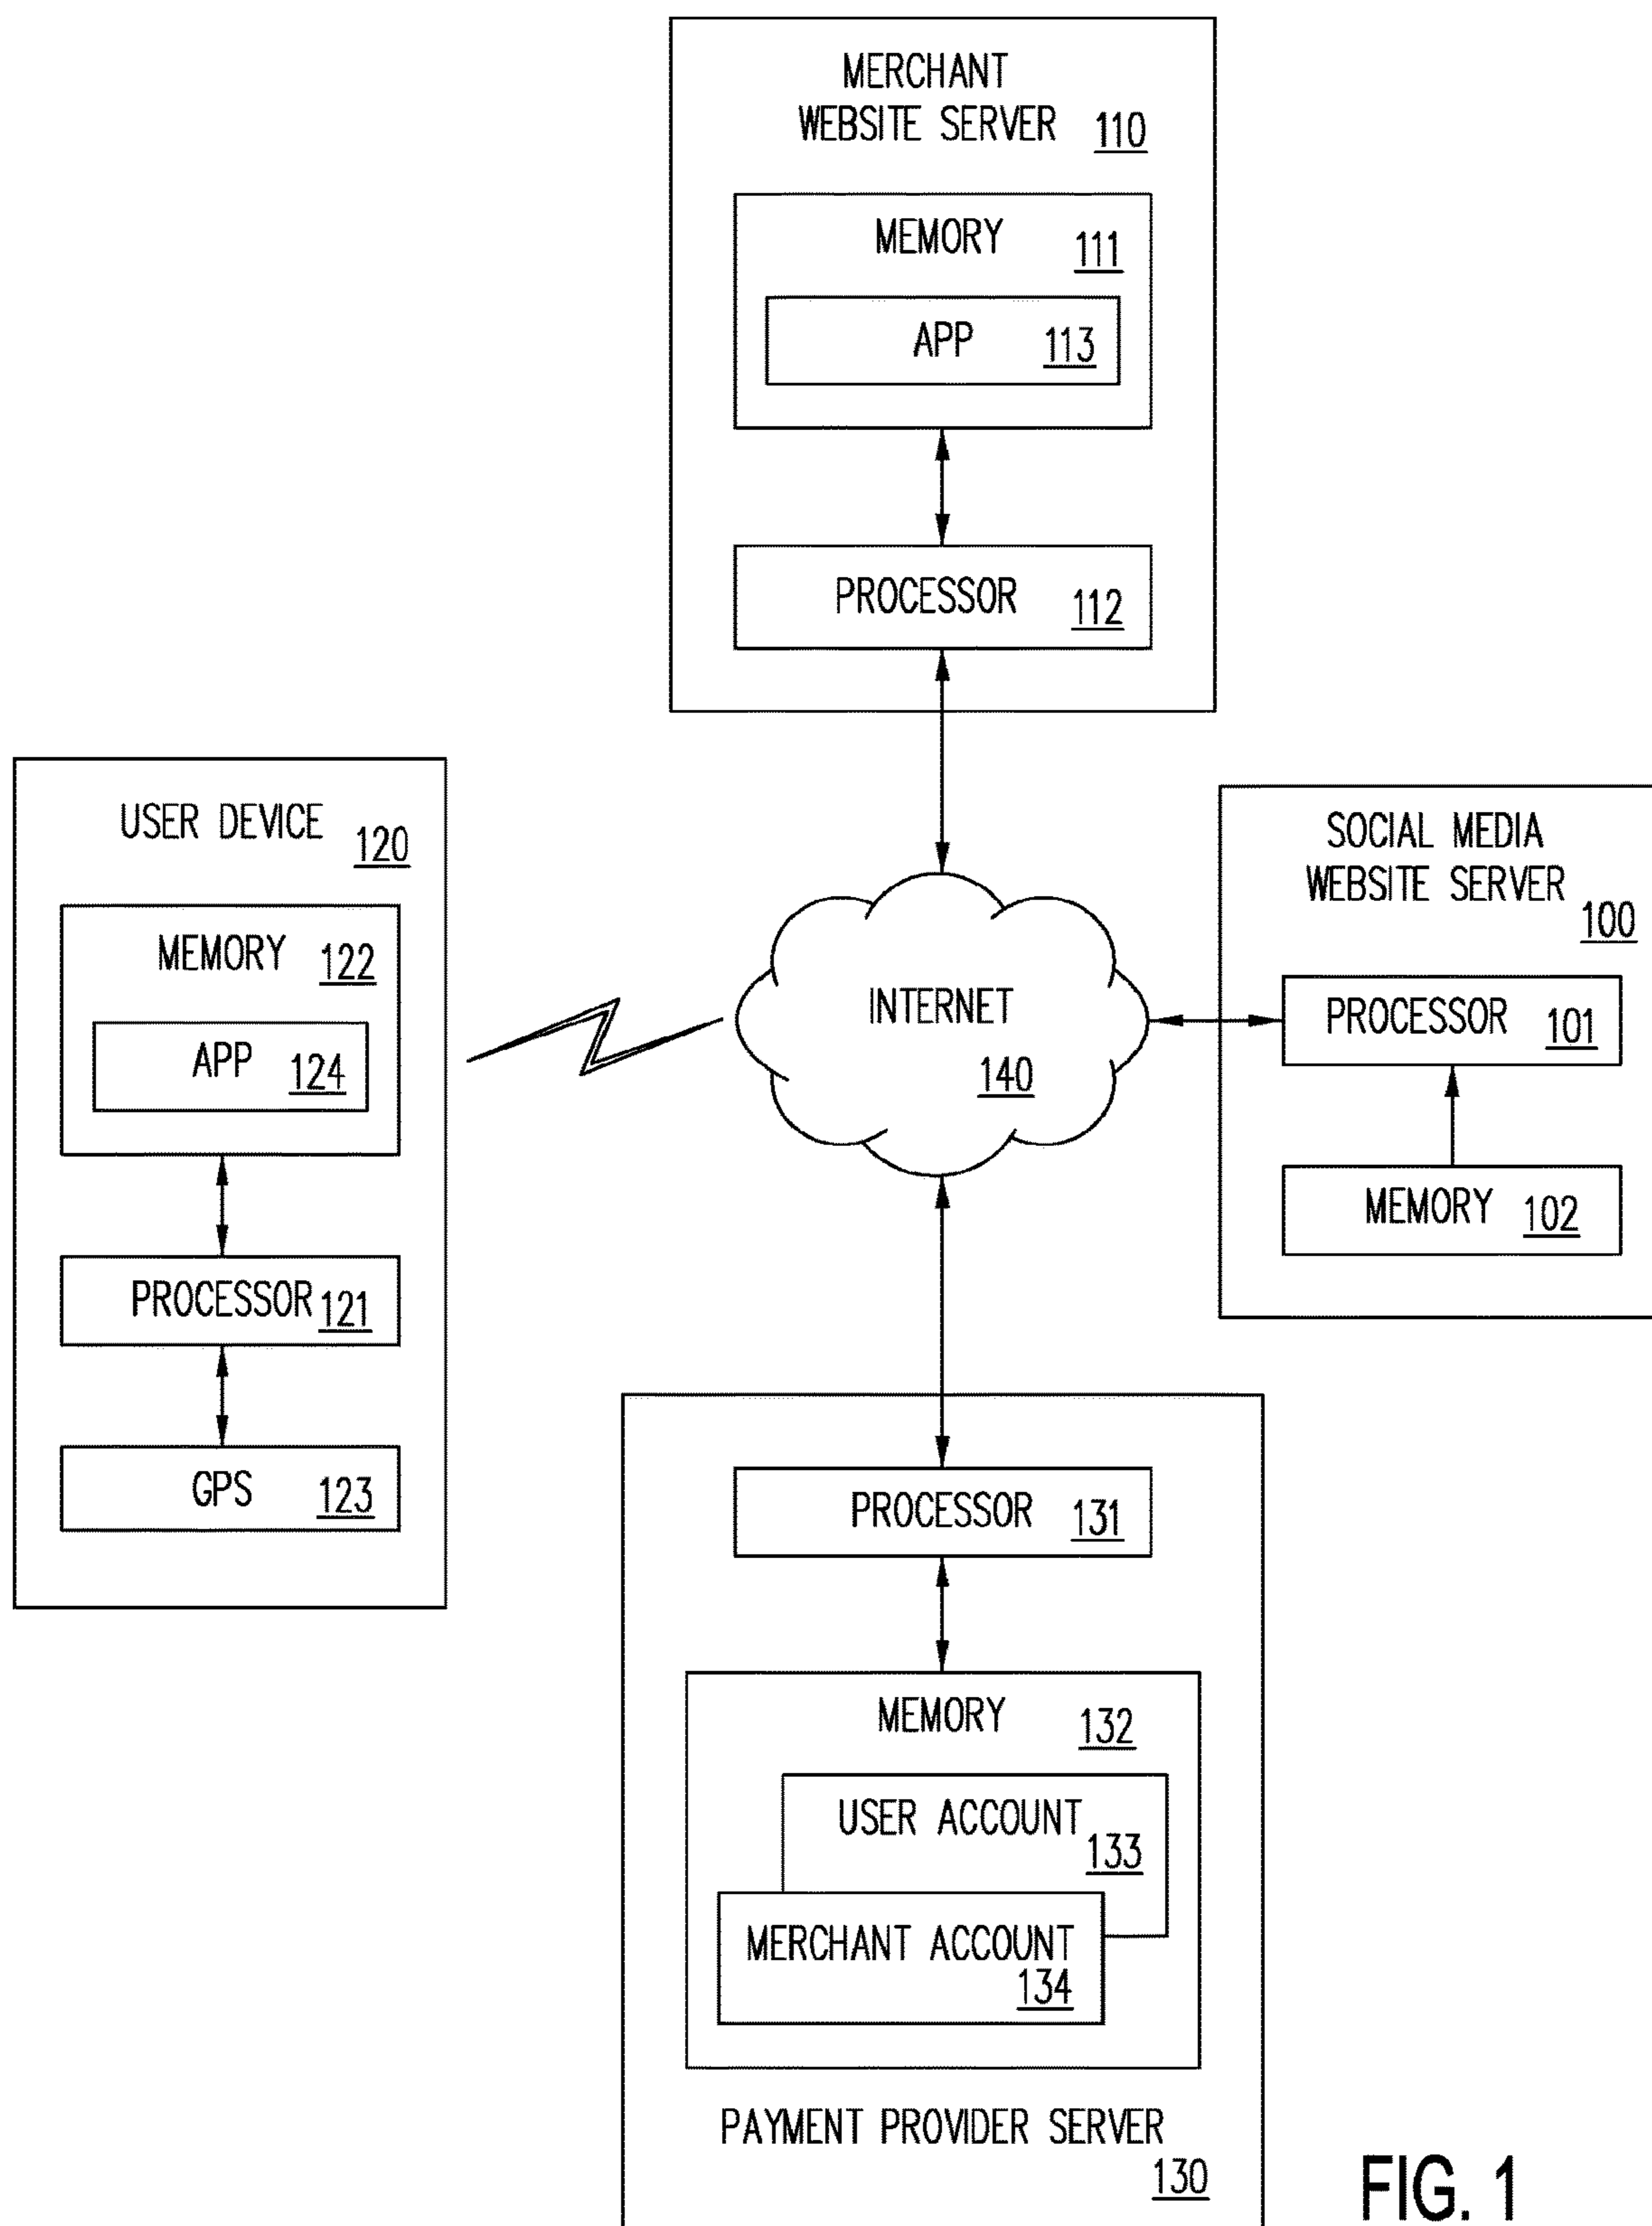 MERCHANT
WEBSITE SERVER 110
MEMORY 111
APP 113
PROCESSOR 112
USER DEVICE 120
MEMORY 122
APP 124
PROCESSOR 121
GPS 123
INTERNET
140
SOCIAL MEDIA
WEBSITE SERVER
100
PROCESSOR 101
MEMORY 102
PROCESSOR 131
MEMORY 132
USER ACCOUNT
133
MERCHANT ACCOUNT
134
PAYMENT PROVIDER SERVER
130
FIG. 1